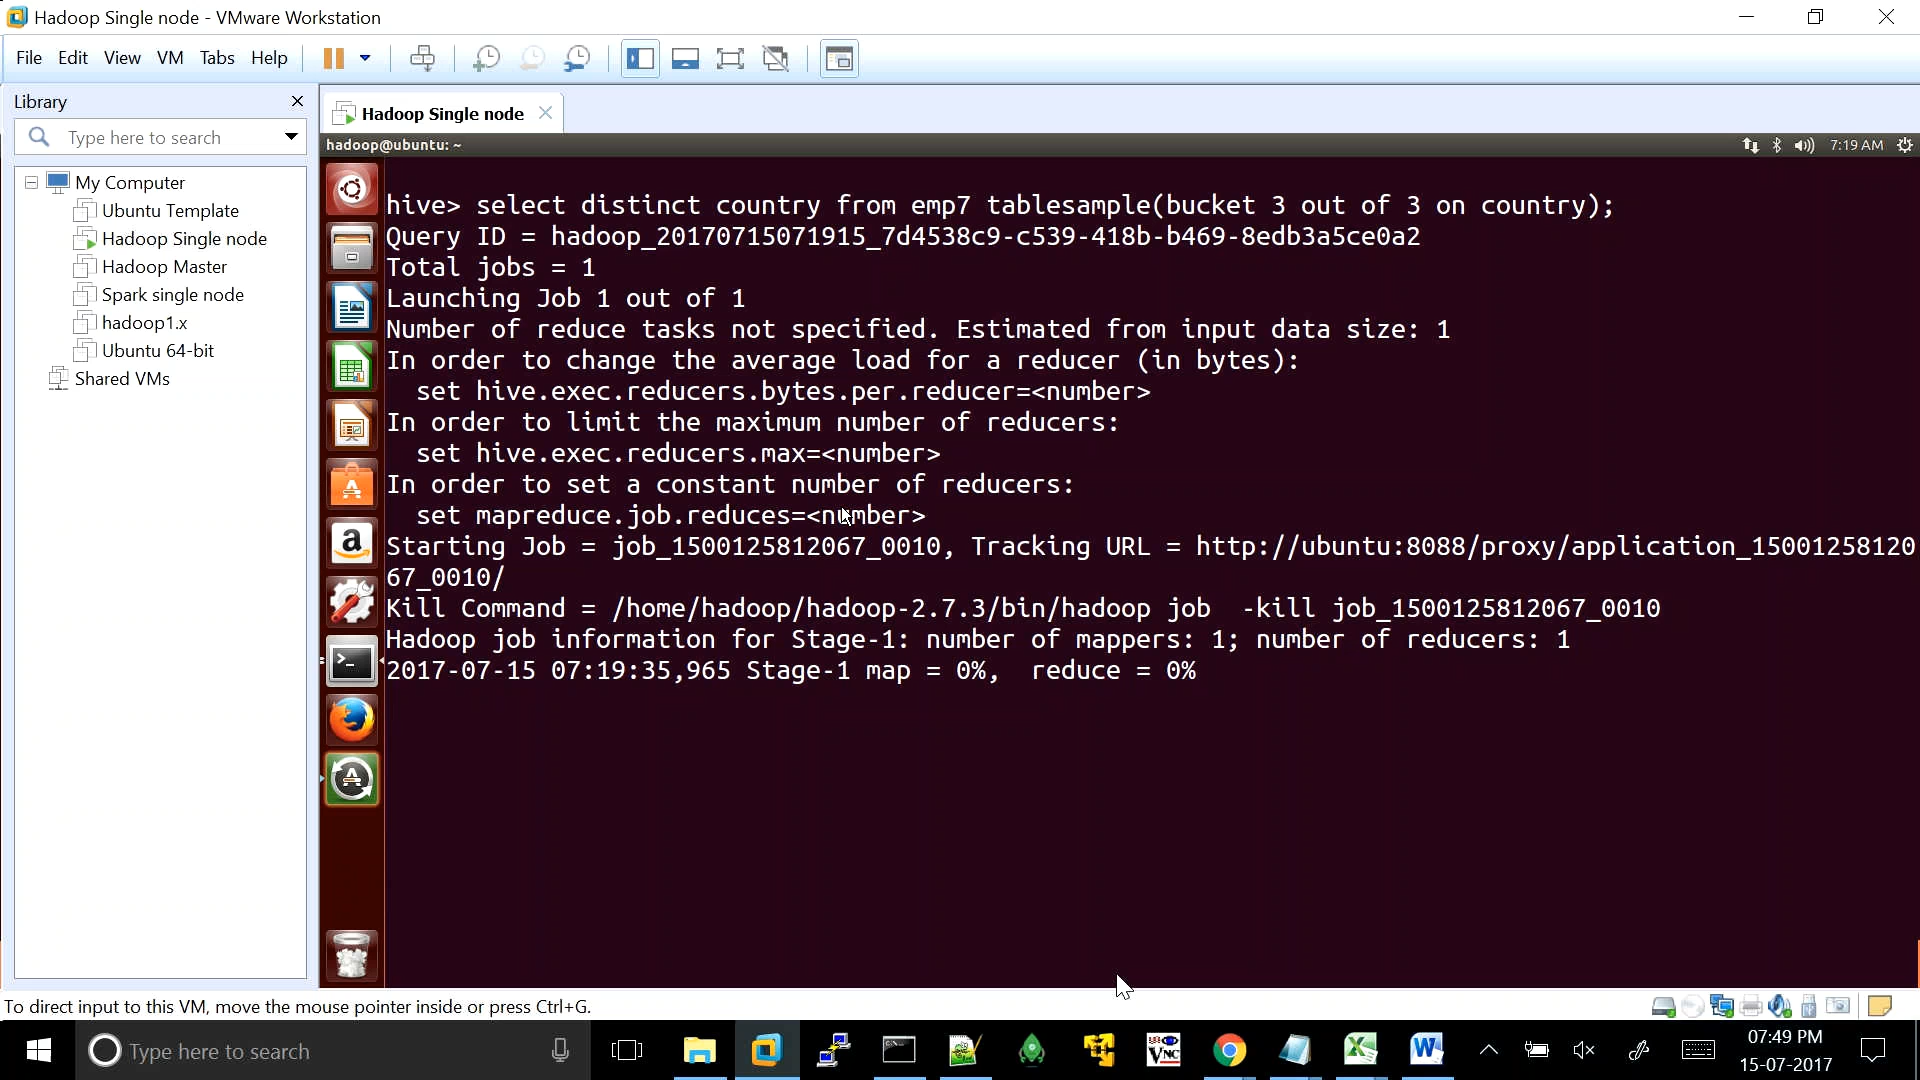 Hadoop Single node - VMware Workstation
File Edit View VM Tabs Help
Library
Type here to search
My Computer
Ubuntu Template
Hadoop Single node
Hadoop Master
Spark single node
hadoop1.x
Ubuntu 64-bit
Shared VMs
Hadoop Single node
hadoop@ubuntu: ~
7:19 AM
hive> select distinct country from emp7 tablesample(bucket 3 out of 3 on country);
Query ID = hadoop_20170715071915_7d4538c9-c539-418b-b469-8edb3a5ce0a2
Total jobs = 1
Launching Job 1 out of 1
Number of reduce tasks not specified. Estimated from input data size: 1
In order to change the average load for a reducer (in bytes):
  set hive.exec.reducers.bytes.per.reducer=<number>
In order to limit the maximum number of reducers:
  set hive.exec.reducers.max=<number>
In order to set a constant number of reducers:
  set mapreduce.job.reduces=<number>
Starting Job = job_1500125812067_0010, Tracking URL = http://ubuntu:8088/proxy/application_15001258120
67_0010/
Kill Command = /home/hadoop/hadoop-2.7.3/bin/hadoop job  -kill job_1500125812067_0010
Hadoop job information for Stage-1: number of mappers: 1; number of reducers: 1
2017-07-15 07:19:35,965 Stage-1 map = 0%,  reduce = 0%
To direct input to this VM, move the mouse pointer inside or press Ctrl+G.
Type here to search
07:49 PM
15-07-2017